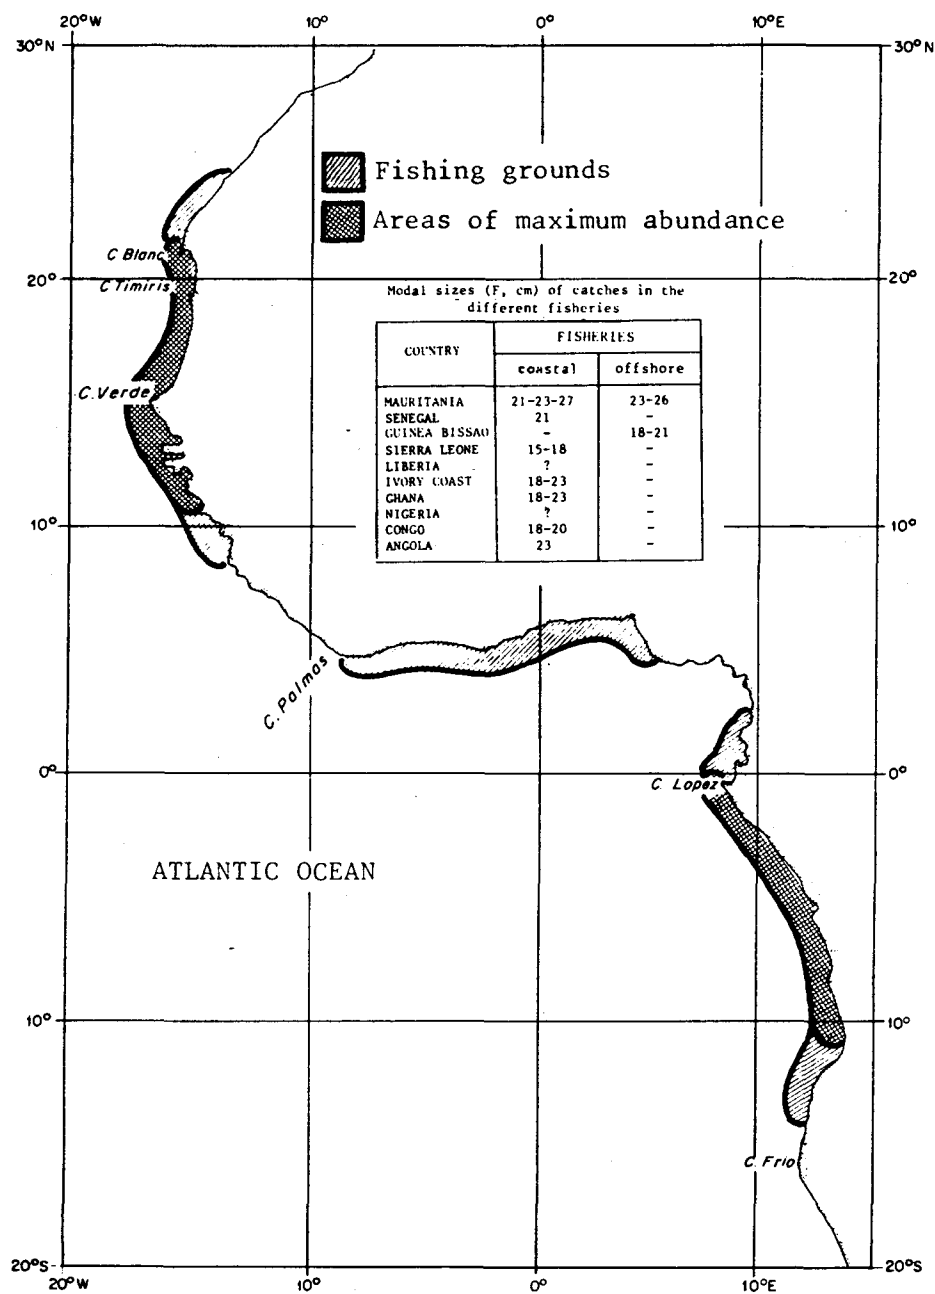 20°W 10° 0° 10°E
30°N 30°N
Fishing grounds
Areas of maximum abundance
C Blanc
20° 20°
C Timiris
Modal sizes (F, cm) of catches in the
different fisheries
COUNTRY FISHERIES
coastal offshore
MAURITANIA 21-23-27 23-26
SENEGAL 21 -
GUINEA BISSAO - 18-21
SIERRA LEONE 15-18 -
LIBERIA ? -
IVORY COAST 18-23 -
GHANA 18-23 -
NIGERIA ? -
CONGO 18-20 -
ANGOLA 23 -
C. Verde
10° 10°
C. Palmas
0° 0°
C. Lopez
ATLANTIC OCEAN
10° 10°
C. Frio
20°S 20°S
20°W 10° 0° 10°E